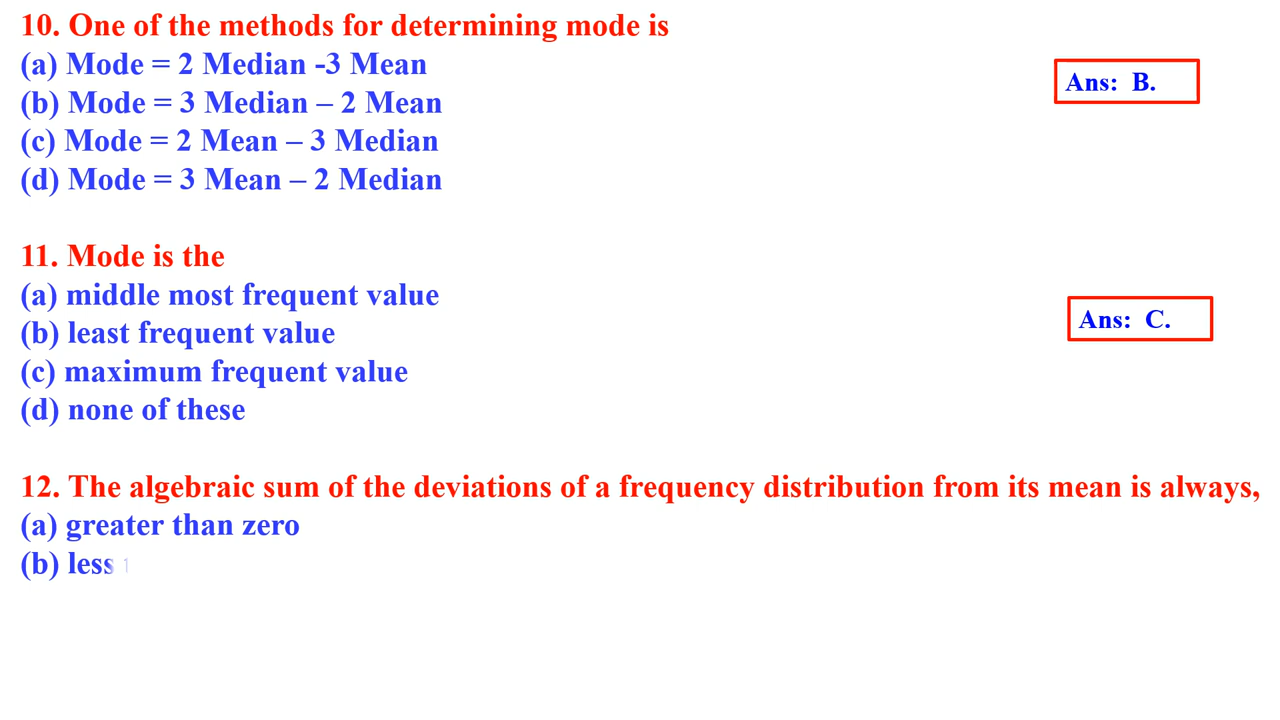 10. One of the methods for determining mode is
(a) Mode = 2 Median -3 Mean
(b) Mode = 3 Median – 2 Mean
(c) Mode = 2 Mean – 3 Median
(d) Mode = 3 Mean – 2 Median
Ans: B.
11. Mode is the
(a) middle most frequent value
(b) least frequent value
(c) maximum frequent value
(d) none of these
Ans: C.
12. The algebraic sum of the deviations of a frequency distribution from its mean is always,
(a) greater than zero
(b) less